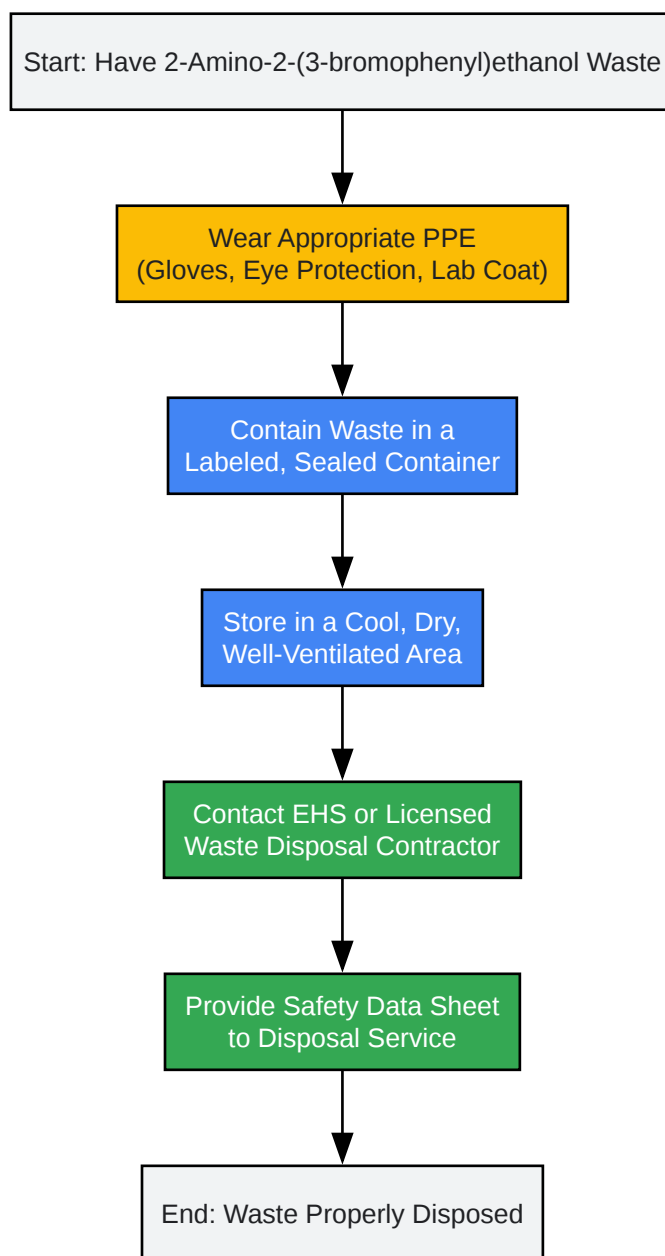 Start: Have 2-Amino-2-(3-bromophenyl)ethanol Waste
Wear Appropriate PPE
(Gloves, Eye Protection, Lab Coat)
Contain Waste in a
Labeled, Sealed Container
Store in a Cool, Dry,
Well-Ventilated Area
Contact EHS or Licensed
Waste Disposal Contractor
Provide Safety Data Sheet
to Disposal Service
End: Waste Properly Disposed